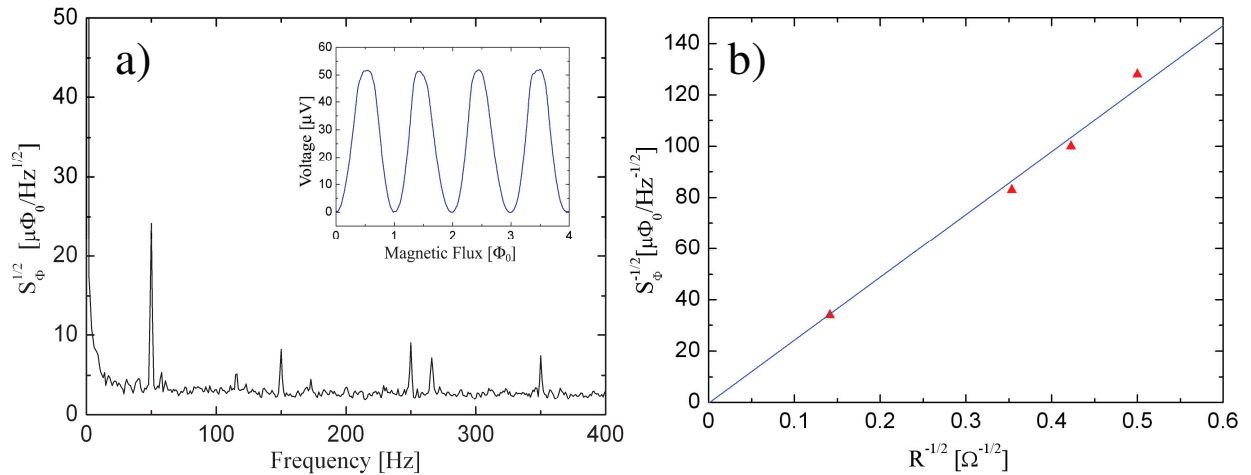 a)
50
40
30
20
10
0
S_Φ^{1/2} [μΦ₀/Hz^{1/2}]
0 100 200 300 400
Frequency [Hz]
60
50
40
30
20
10
0
Voltage [μV]
0 1 2 3 4
Magnetic Flux [Φ₀]
b)
140
120
100
80
60
40
20
0
S_Φ^{-1/2}[μΦ₀/Hz^{-1/2}]
0 0.1 0.2 0.3 0.4 0.5 0.6
R^{-1/2} [Ω^{-1/2}]